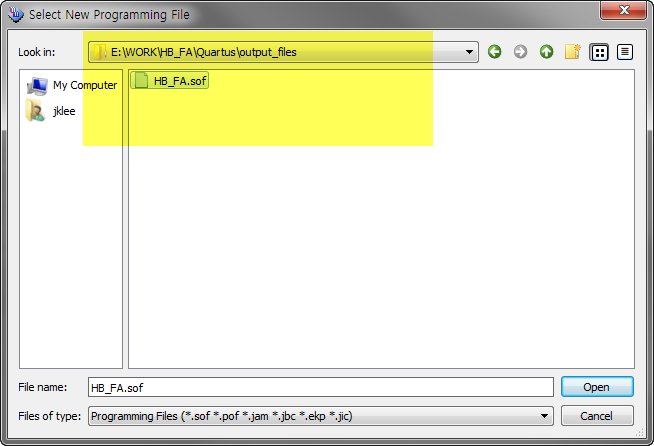 Select New Programming File
Look in: E:\WORK\HB_FA\Quartus\output_files
My Computer
jklee
HB_FA.sof
File name: HB_FA.sof Open
Files of type: Programming Files (*.sof *.pof *.jam *.jbc *.ekp *.jic) Cancel